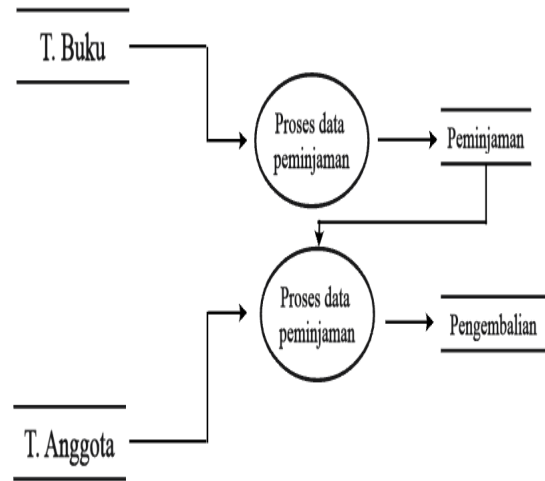 T. Buku
Proses data
peminjaman
Peminjaman
Proses data
peminjaman
Pengembalian
T. Anggota